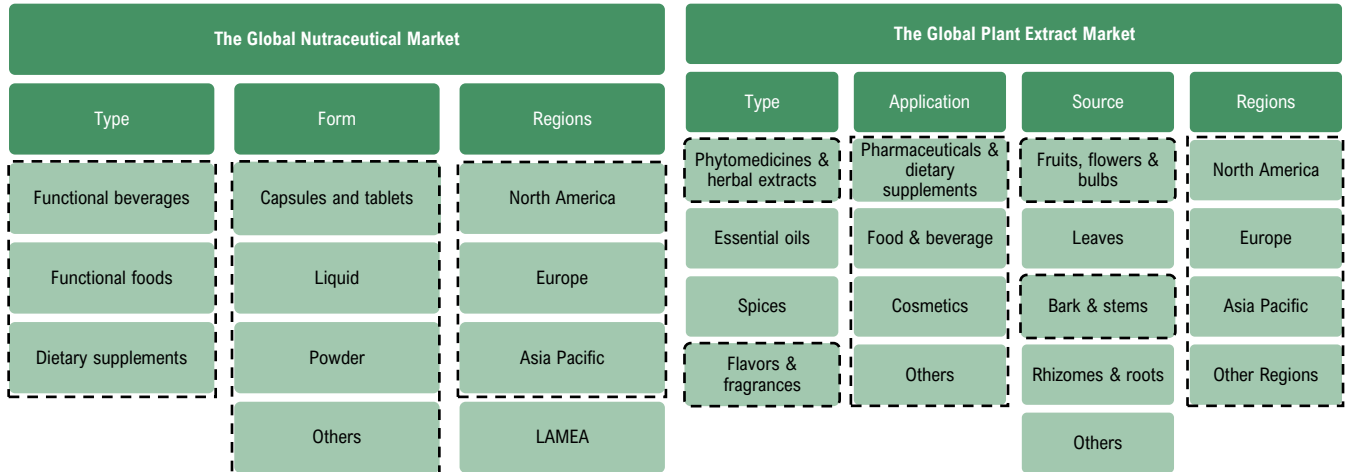 The Global Nutraceutical Market
Type
Form
Regions
Functional beverages
Capsules and tablets
North America
Functional foods
Liquid
Europe
Dietary supplements
Powder
Asia Pacific
Others
LAMEA
The Global Plant Extract Market
Type
Application
Source
Regions
Phytomedicines &
herbal extracts
Pharmaceuticals &
dietary
supplements
Fruits, flowers &
bulbs
North America
Essential oils
Food & beverage
Leaves
Europe
Spices
Cosmetics
Bark & stems
Asia Pacific
Flavors &
fragrances
Others
Rhizomes & roots
Other Regions
Others